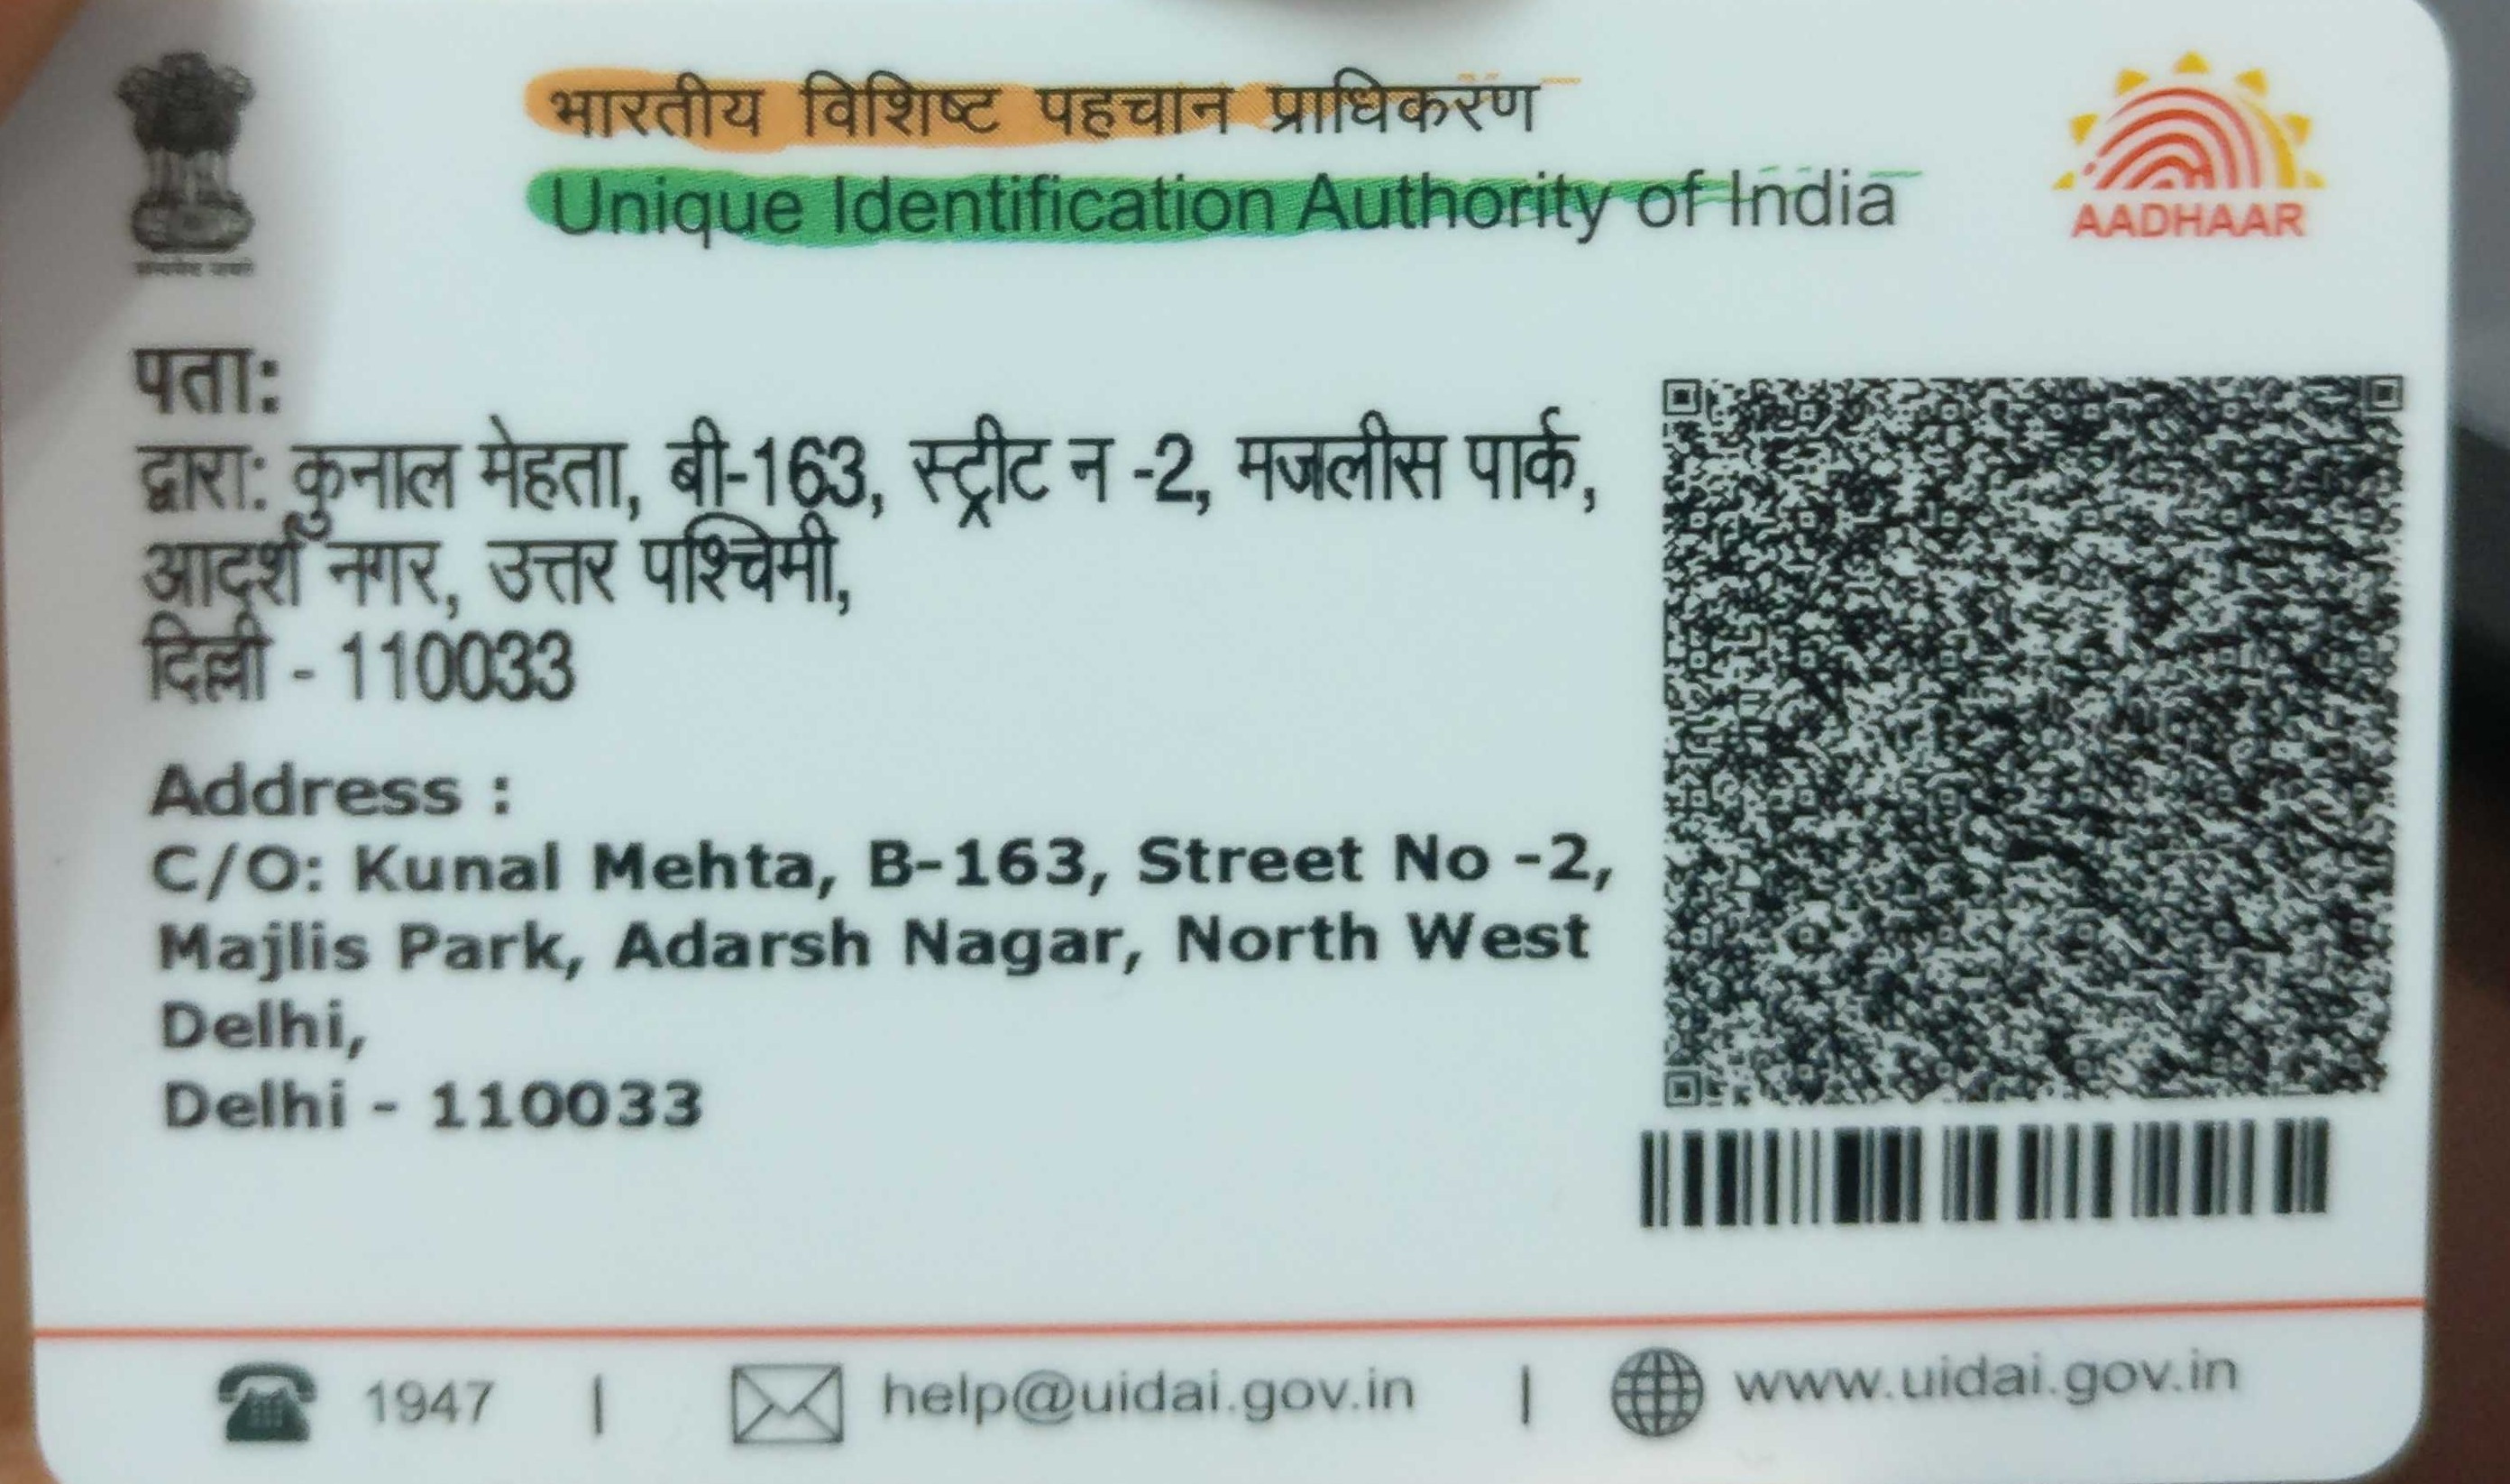 भारतीय विशिष्ट पहचान प्राधिकरण
Unique Identification Authority of India
AADHAAR
पता:
द्वारा: कुनाल मेहता, बी-163, स्ट्रीट न -2, मजलीस पार्क,
आदर्श नगर, उत्तर पश्चिमी,
दिल्ली - 110033
Address :
C/O: Kunal Mehta, B-163, Street No -2,
Majlis Park, Adarsh Nagar, North West
Delhi,
Delhi - 110033
1947 | help@uidai.gov.in | www.uidai.gov.in